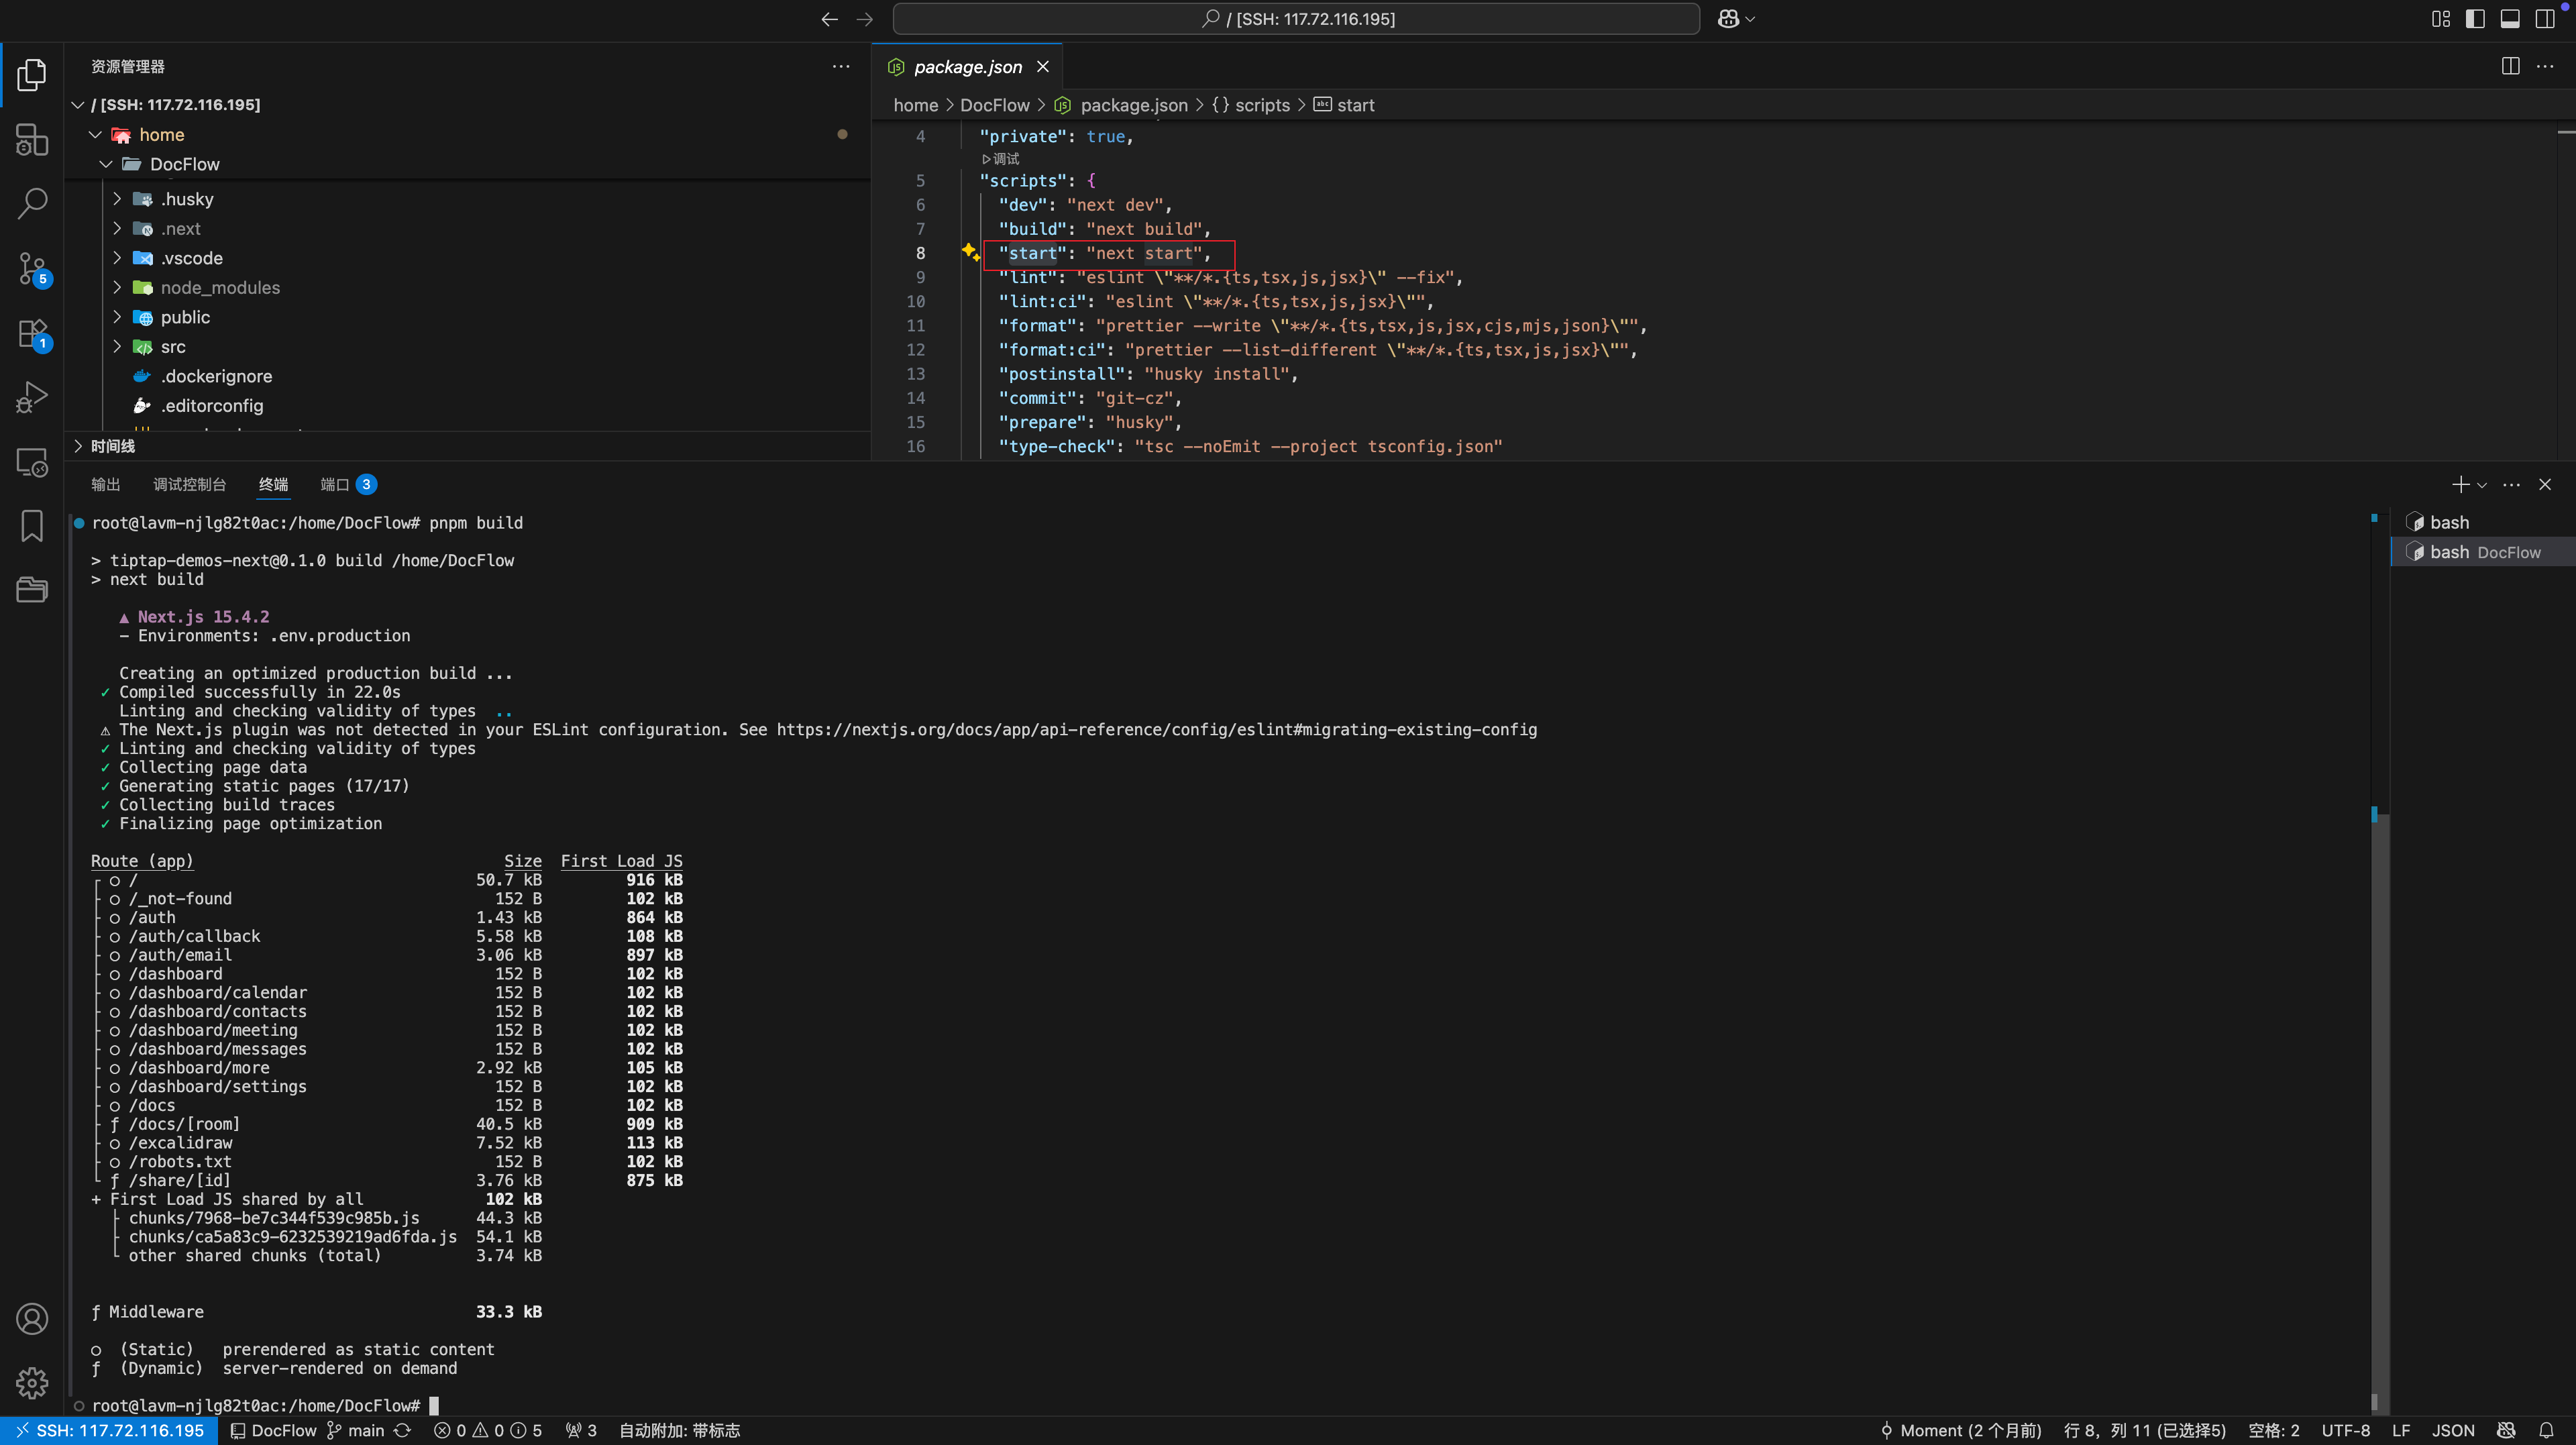 / [SSH: 117.72.116.195]
资源管理器
/ [SSH: 117.72.116.195]
home
DocFlow
.husky
.next
.vscode
node_modules
public
src
.dockerignore
.editorconfig
时间线
5
1
package.json
home > DocFlow > package.json > {} scripts > abc start
4 "private": true,
调试
5 "scripts": {
6 "dev": "next dev",
7 "build": "next build",
8 "start": "next start",
9 "lint": "eslint \"**/*.{ts,tsx,js,jsx}\" --fix",
10 "lint:ci": "eslint \"**/*.{ts,tsx,js,jsx}\"",
11 "format": "prettier --write \"**/*.{ts,tsx,js,jsx,cjs,mjs,json}\"",
12 "format:ci": "prettier --list-different \"**/*.{ts,tsx,js,jsx}\"",
13 "postinstall": "husky install",
14 "commit": "git-cz",
15 "prepare": "husky",
16 "type-check": "tsc --noEmit --project tsconfig.json"
输出 调试控制台 终端 端口 3
root@lavm-njlg82t0ac:/home/DocFlow# pnpm build
> tiptap-demos-next@0.1.0 build /home/DocFlow
> next build
▲ Next.js 15.4.2
- Environments: .env.production
Creating an optimized production build ...
✓ Compiled successfully in 22.0s
Linting and checking validity of types ..
⚠ The Next.js plugin was not detected in your ESLint configuration. See https://nextjs.org/docs/app/api-reference/config/eslint#migrating-existing-config
✓ Linting and checking validity of types
✓ Collecting page data
✓ Generating static pages (17/17)
✓ Collecting build traces
✓ Finalizing page optimization
Route (app) Size First Load JS
┌ ○ / 50.7 kB 916 kB
├ ○ /_not-found 152 B 102 kB
├ ○ /auth 1.43 kB 864 kB
├ ○ /auth/callback 5.58 kB 108 kB
├ ○ /auth/email 3.06 kB 897 kB
├ ○ /dashboard 152 B 102 kB
├ ○ /dashboard/calendar 152 B 102 kB
├ ○ /dashboard/contacts 152 B 102 kB
├ ○ /dashboard/meeting 152 B 102 kB
├ ○ /dashboard/messages 152 B 102 kB
├ ○ /dashboard/more 2.92 kB 105 kB
├ ○ /dashboard/settings 152 B 102 kB
├ ○ /docs 152 B 102 kB
├ ƒ /docs/[room] 40.5 kB 909 kB
├ ○ /excalidraw 7.52 kB 113 kB
├ ○ /robots.txt 152 B 102 kB
└ ƒ /share/[id] 3.76 kB 875 kB
+ First Load JS shared by all 102 kB
├ chunks/7968-be7c344f539c985b.js 44.3 kB
├ chunks/ca5a83c9-6232539219ad6fda.js 54.1 kB
└ other shared chunks (total) 3.74 kB
ƒ Middleware 33.3 kB
○ (Static) prerendered as static content
ƒ (Dynamic) server-rendered on demand
root@lavm-njlg82t0ac:/home/DocFlow#
bash
bash DocFlow
SSH: 117.72.116.195 DocFlow main 0 0 5 3 自动附加: 带标志 Moment (2 个月前) 行 8，列 11 (已选择5) 空格: 2 UTF-8 LF JSON